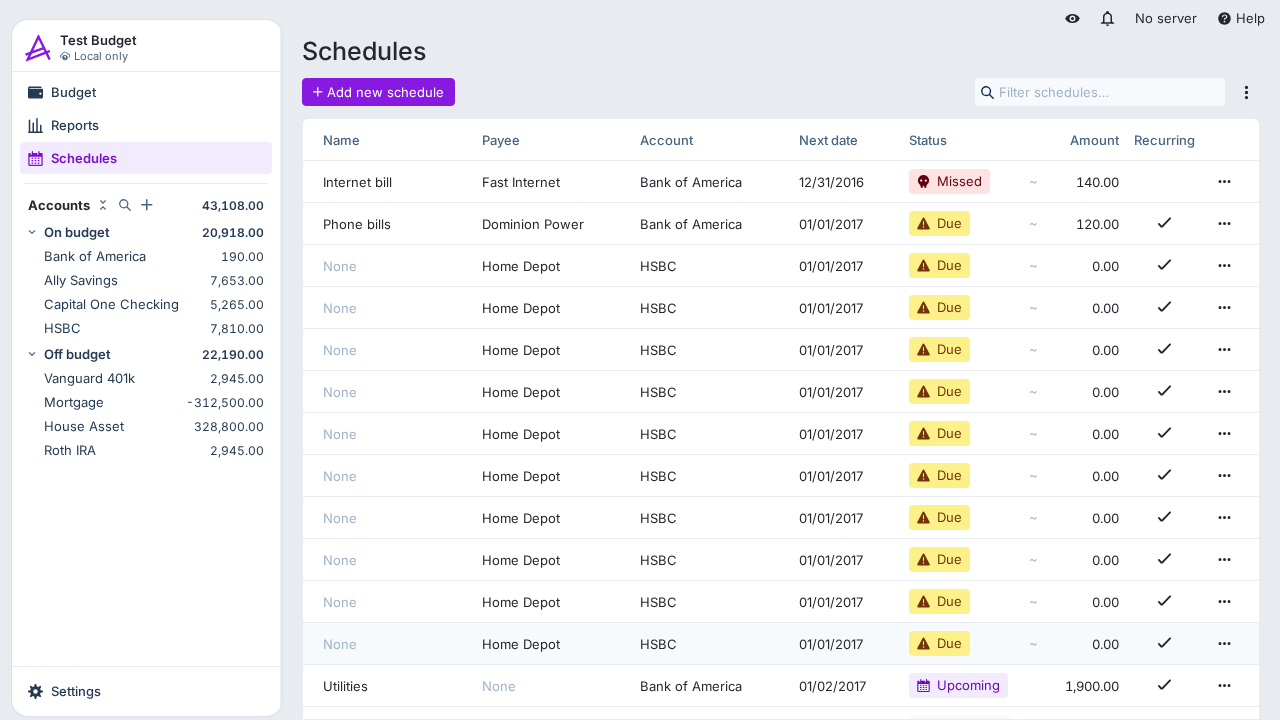 No server
Help
Test Budget
Local only
Budget
Reports
Schedules
Accounts 43,108.00
On budget 20,918.00
Bank of America 190.00
Ally Savings 7,653.00
Capital One Checking 5,265.00
HSBC 7,810.00
Off budget 22,190.00
Vanguard 401k 2,945.00
Mortgage -312,500.00
House Asset 328,800.00
Roth IRA 2,945.00
Settings
Schedules
Add new schedule
Filter schedules...
Name Payee Account Next date Status Amount Recurring
Internet bill Fast Internet Bank of America 12/31/2016 Missed ~ 140.00
Phone bills Dominion Power Bank of America 01/01/2017 Due ~ 120.00
None Home Depot HSBC 01/01/2017 Due ~ 0.00
None Home Depot HSBC 01/01/2017 Due ~ 0.00
None Home Depot HSBC 01/01/2017 Due ~ 0.00
None Home Depot HSBC 01/01/2017 Due ~ 0.00
None Home Depot HSBC 01/01/2017 Due ~ 0.00
None Home Depot HSBC 01/01/2017 Due ~ 0.00
None Home Depot HSBC 01/01/2017 Due ~ 0.00
None Home Depot HSBC 01/01/2017 Due ~ 0.00
None Home Depot HSBC 01/01/2017 Due ~ 0.00
None Home Depot HSBC 01/01/2017 Due ~ 0.00
Utilities None Bank of America 01/02/2017 Upcoming 1,900.00